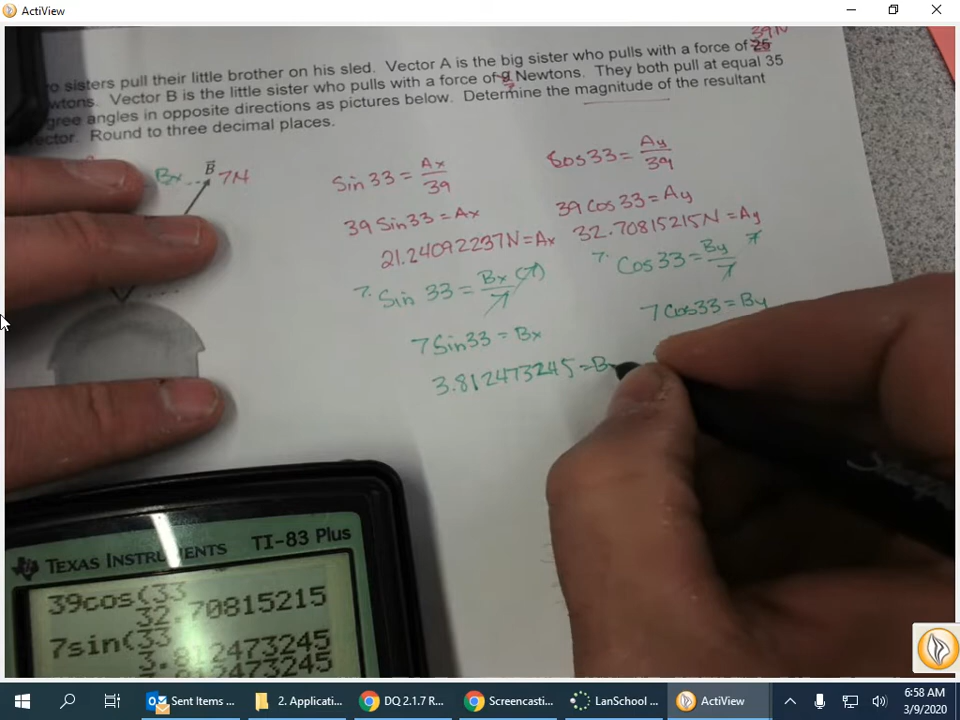 ActiView
39N
o sisters pull their little brother on his sled. Vector A is the big sister who pulls with a force of 25
wtons. Vector B is the little sister who pulls with a force of Newtons. They both pull at equal 35
gree angles in opposite directions as pictures below. Determine the magnitude of the resultant
ector. Round to three decimal places.
7
Bx B 7N
Sin 33 = Ax/39
Cos 33 = Ay/39
39 Sin 33 = Ax
39 Cos 33 = Ay
21.24092237N = Ax
32.70815215N = Ay
7. Sin 33 = Bx/7 (7)
7. Cos 33 = By/7 7
7 Sin 33 = Bx
7 Cos 33 = By
3.812473245 = B
TEXAS INSTRUMENTS TI-83 Plus
39cos(33
32.70815215
7sin(33
3.812473245
Sent Items ...
2. Applicati...
DQ 2.1.7 R...
Screencasti...
LanSchool ...
ActiView
6:58 AM
3/9/2020